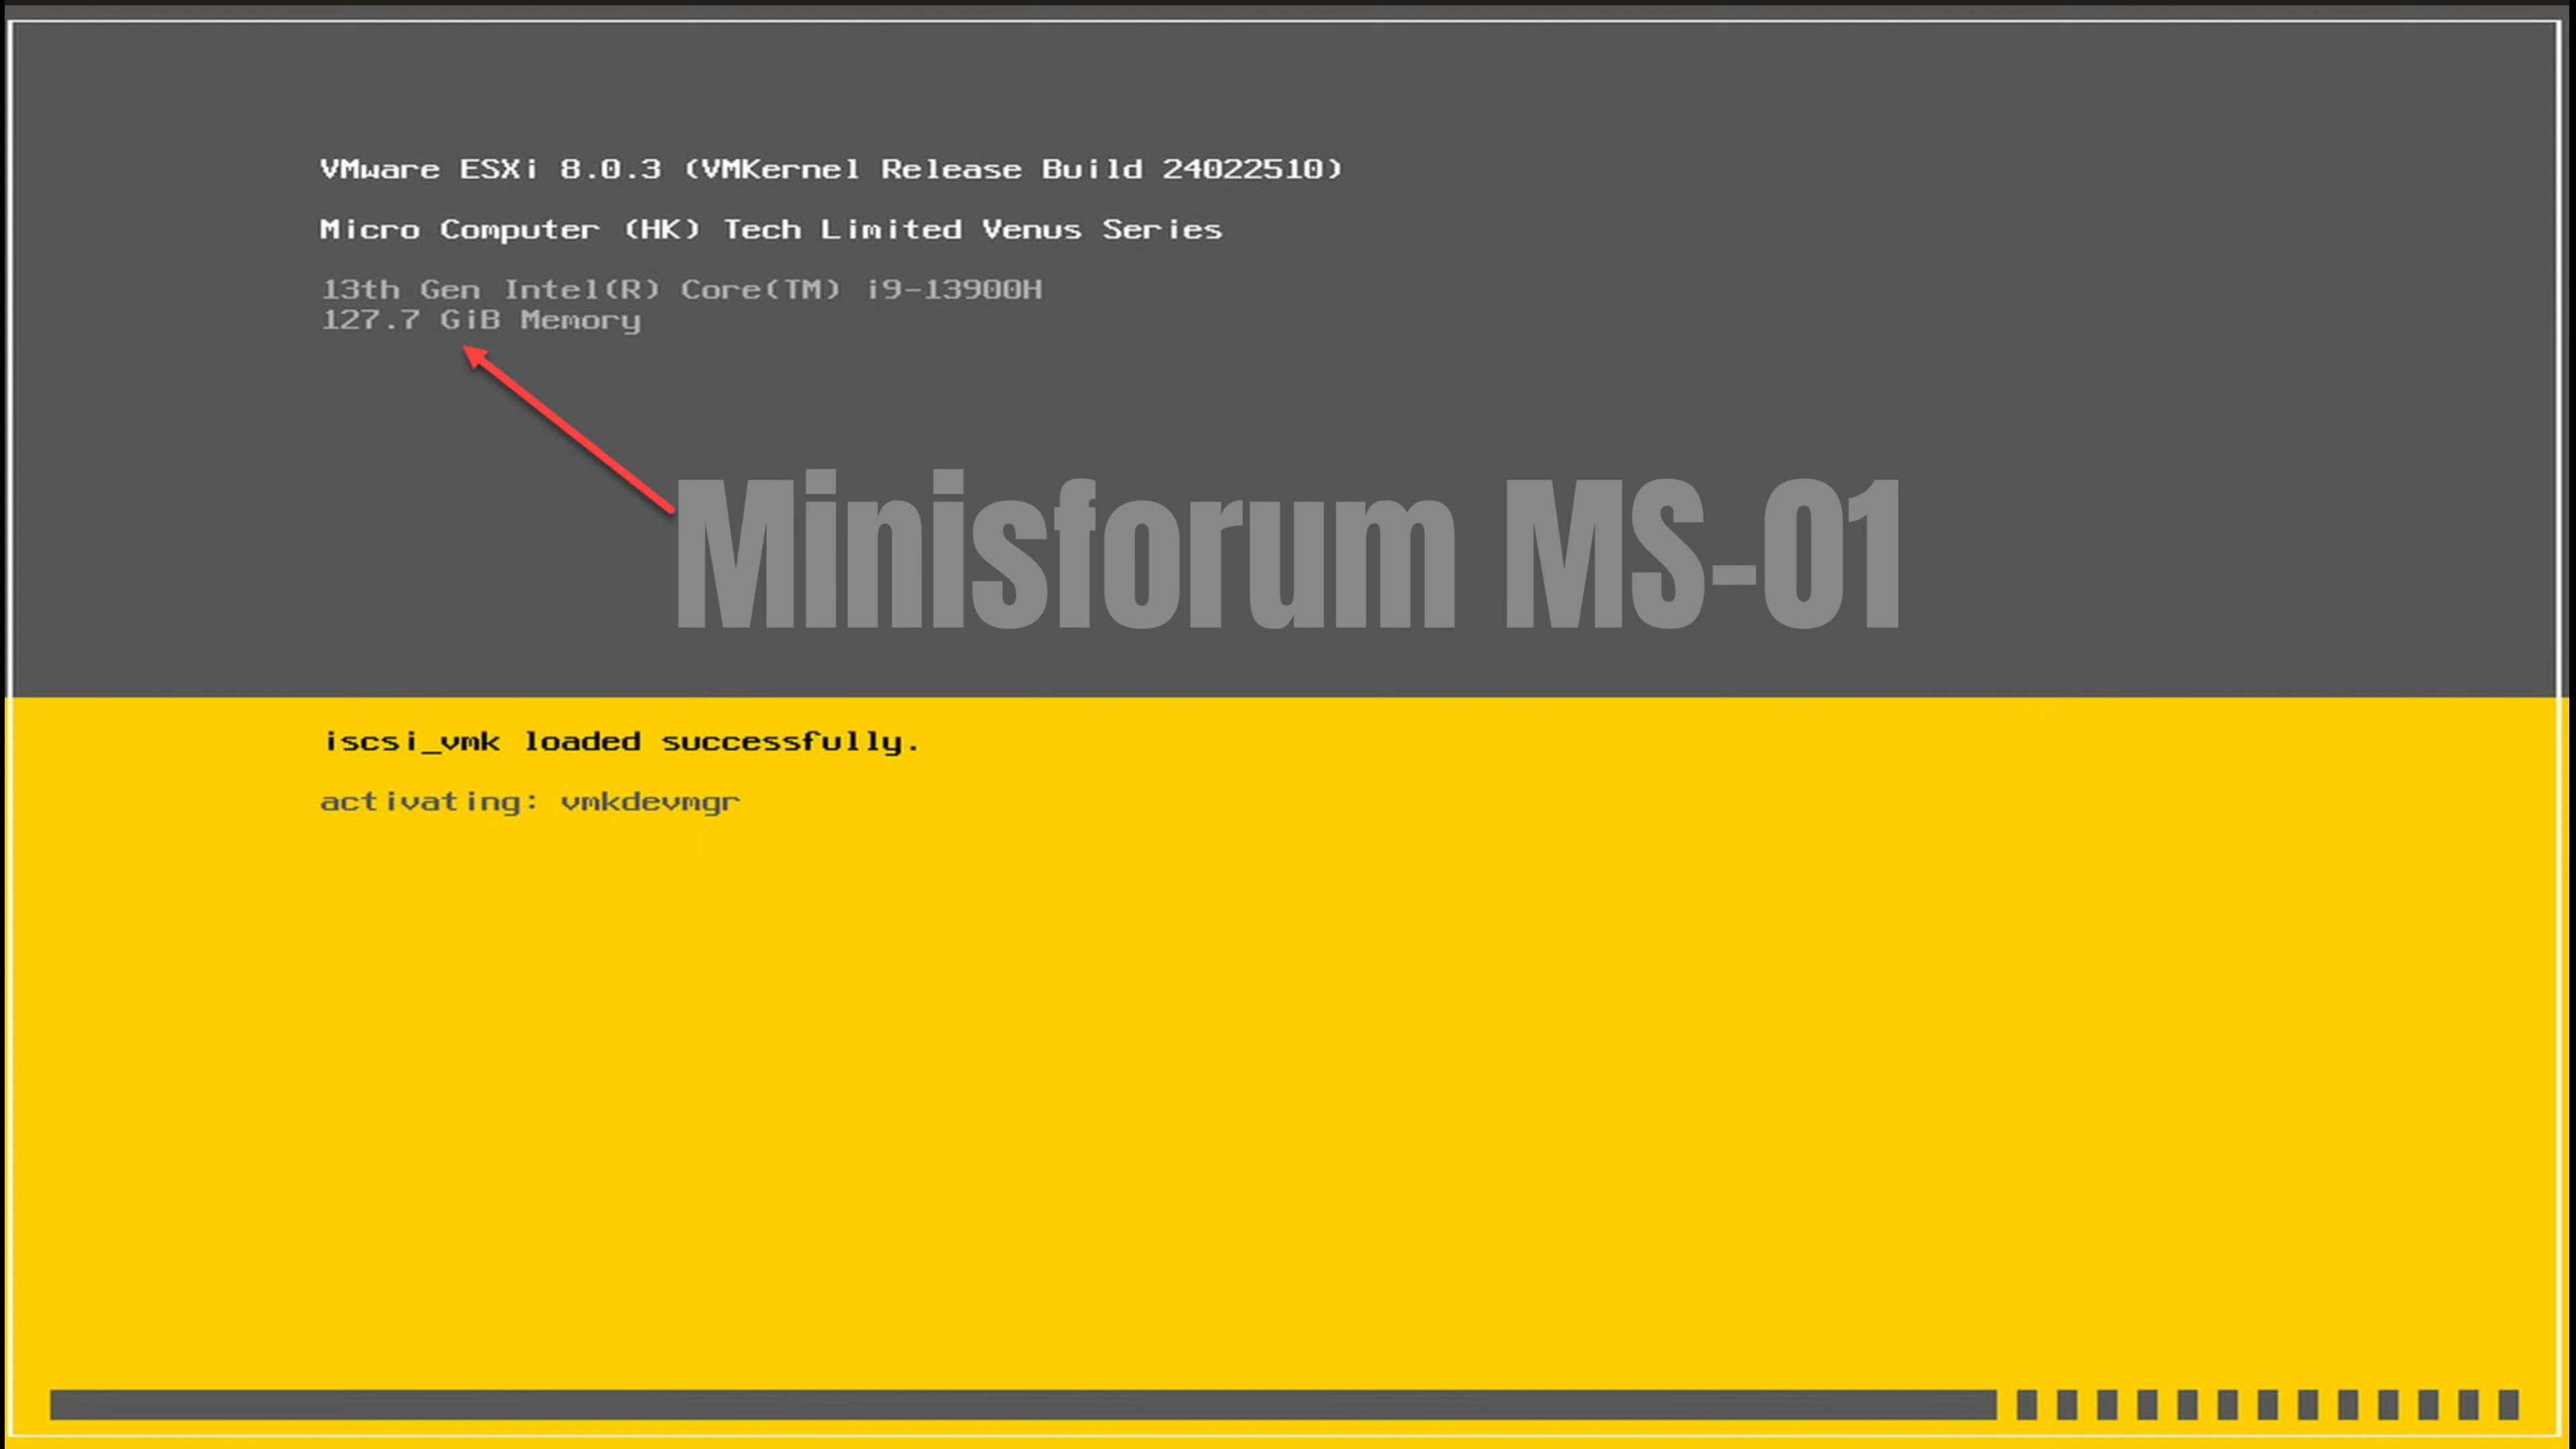 VMware ESXi 8.0.3 (VMKernel Release Build 24022510)
Micro Computer (HK) Tech Limited Venus Series
13th Gen Intel(R) Core(TM) i9-13900H
127.7 GiB Memory
Minisforum MS-01
iscsi_vmk loaded successfully.
activating: vmkdevmgr